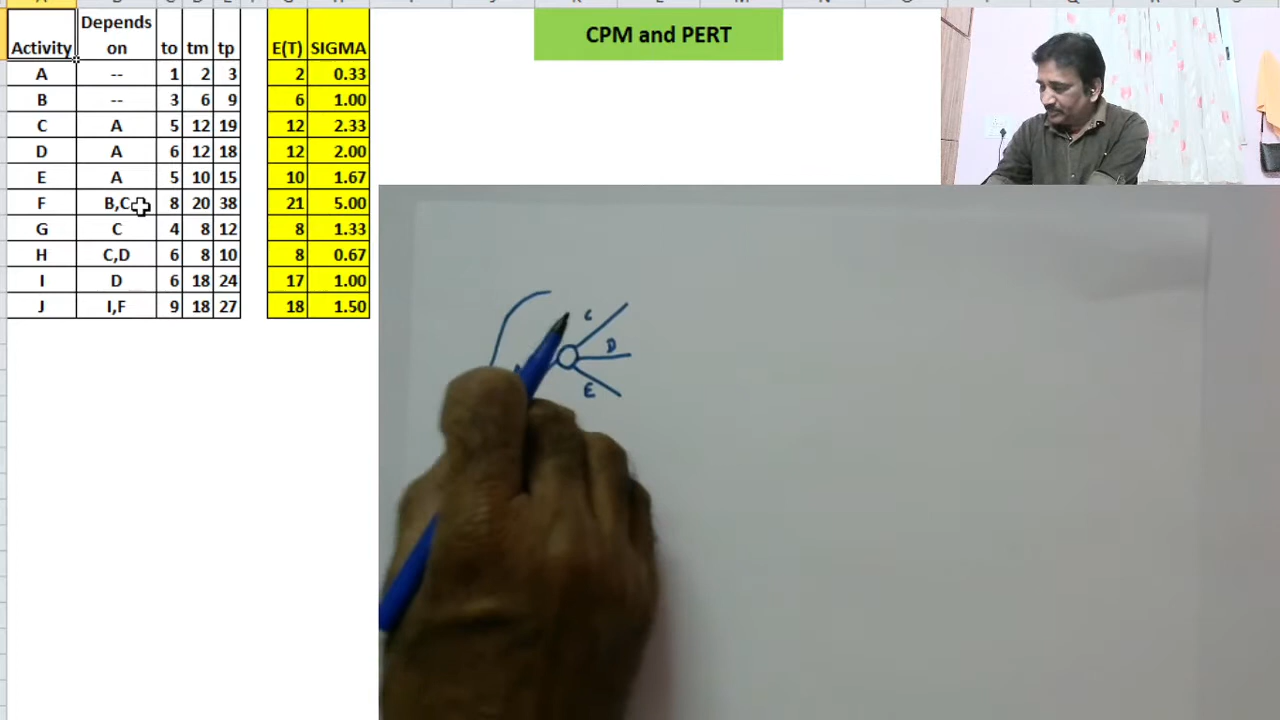 CPM and PERT
Activity Depends on to tm tp E(T) SIGMA
A -- 1 2 3 2 0.33
B -- 3 6 9 6 1.00
C A 5 12 19 12 2.33
D A 6 12 18 12 2.00
E A 5 10 15 10 1.67
F B,C 8 20 38 21 5.00
G C 4 8 12 8 1.33
H C,D 6 8 10 8 0.67
I D 6 18 24 17 1.00
J I,F 9 18 27 18 1.50
C
D
E